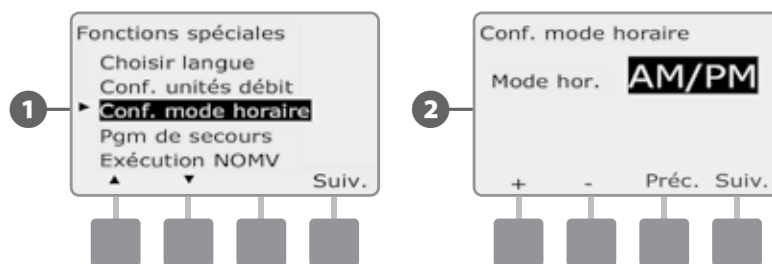 1
Fonctions spéciales
Choisir langue
Conf. unités débit
Conf. mode horaire
Pgm de secours
Exécution NOMV
Suiv.
2
Conf. mode horaire
Mode hor. AM/PM
+ - Préc. Suiv.